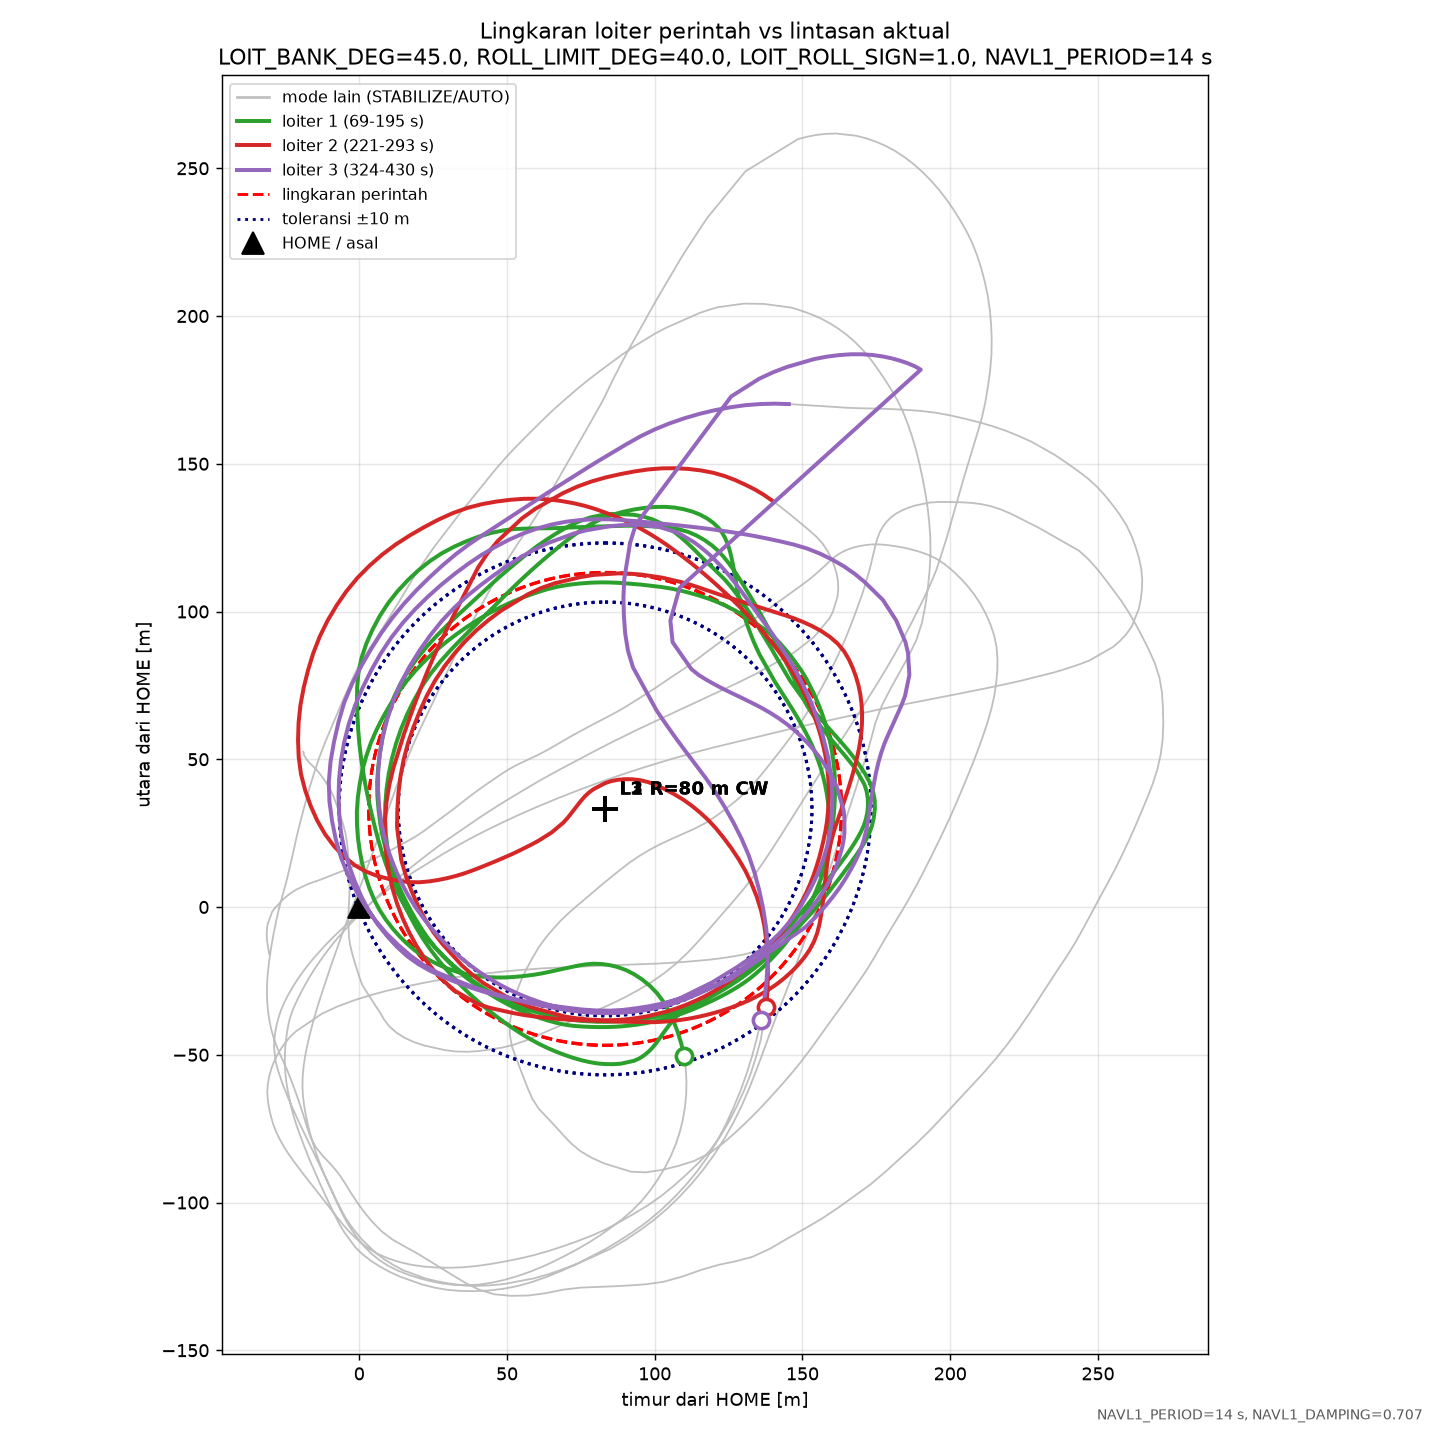 Lingkaran loiter perintah vs lintasan aktual
LOIT_BANK_DEG=45.0, ROLL_LIMIT_DEG=40.0, LOIT_ROLL_SIGN=1.0, NAVL1_PERIOD=14 s
mode lain (STABILIZE/AUTO)
loiter 1 (69-195 s)
loiter 2 (221-293 s)
loiter 3 (324-430 s)
lingkaran perintah
toleransi ±10 m
HOME / asal
250
200
150
100
50
0
−50
−100
−150
utara dari HOME [m]
R=80 m CW
0
50
100
150
200
250
timur dari HOME [m]
NAVL1_PERIOD=14 s, NAVL1_DAMPING=0.707